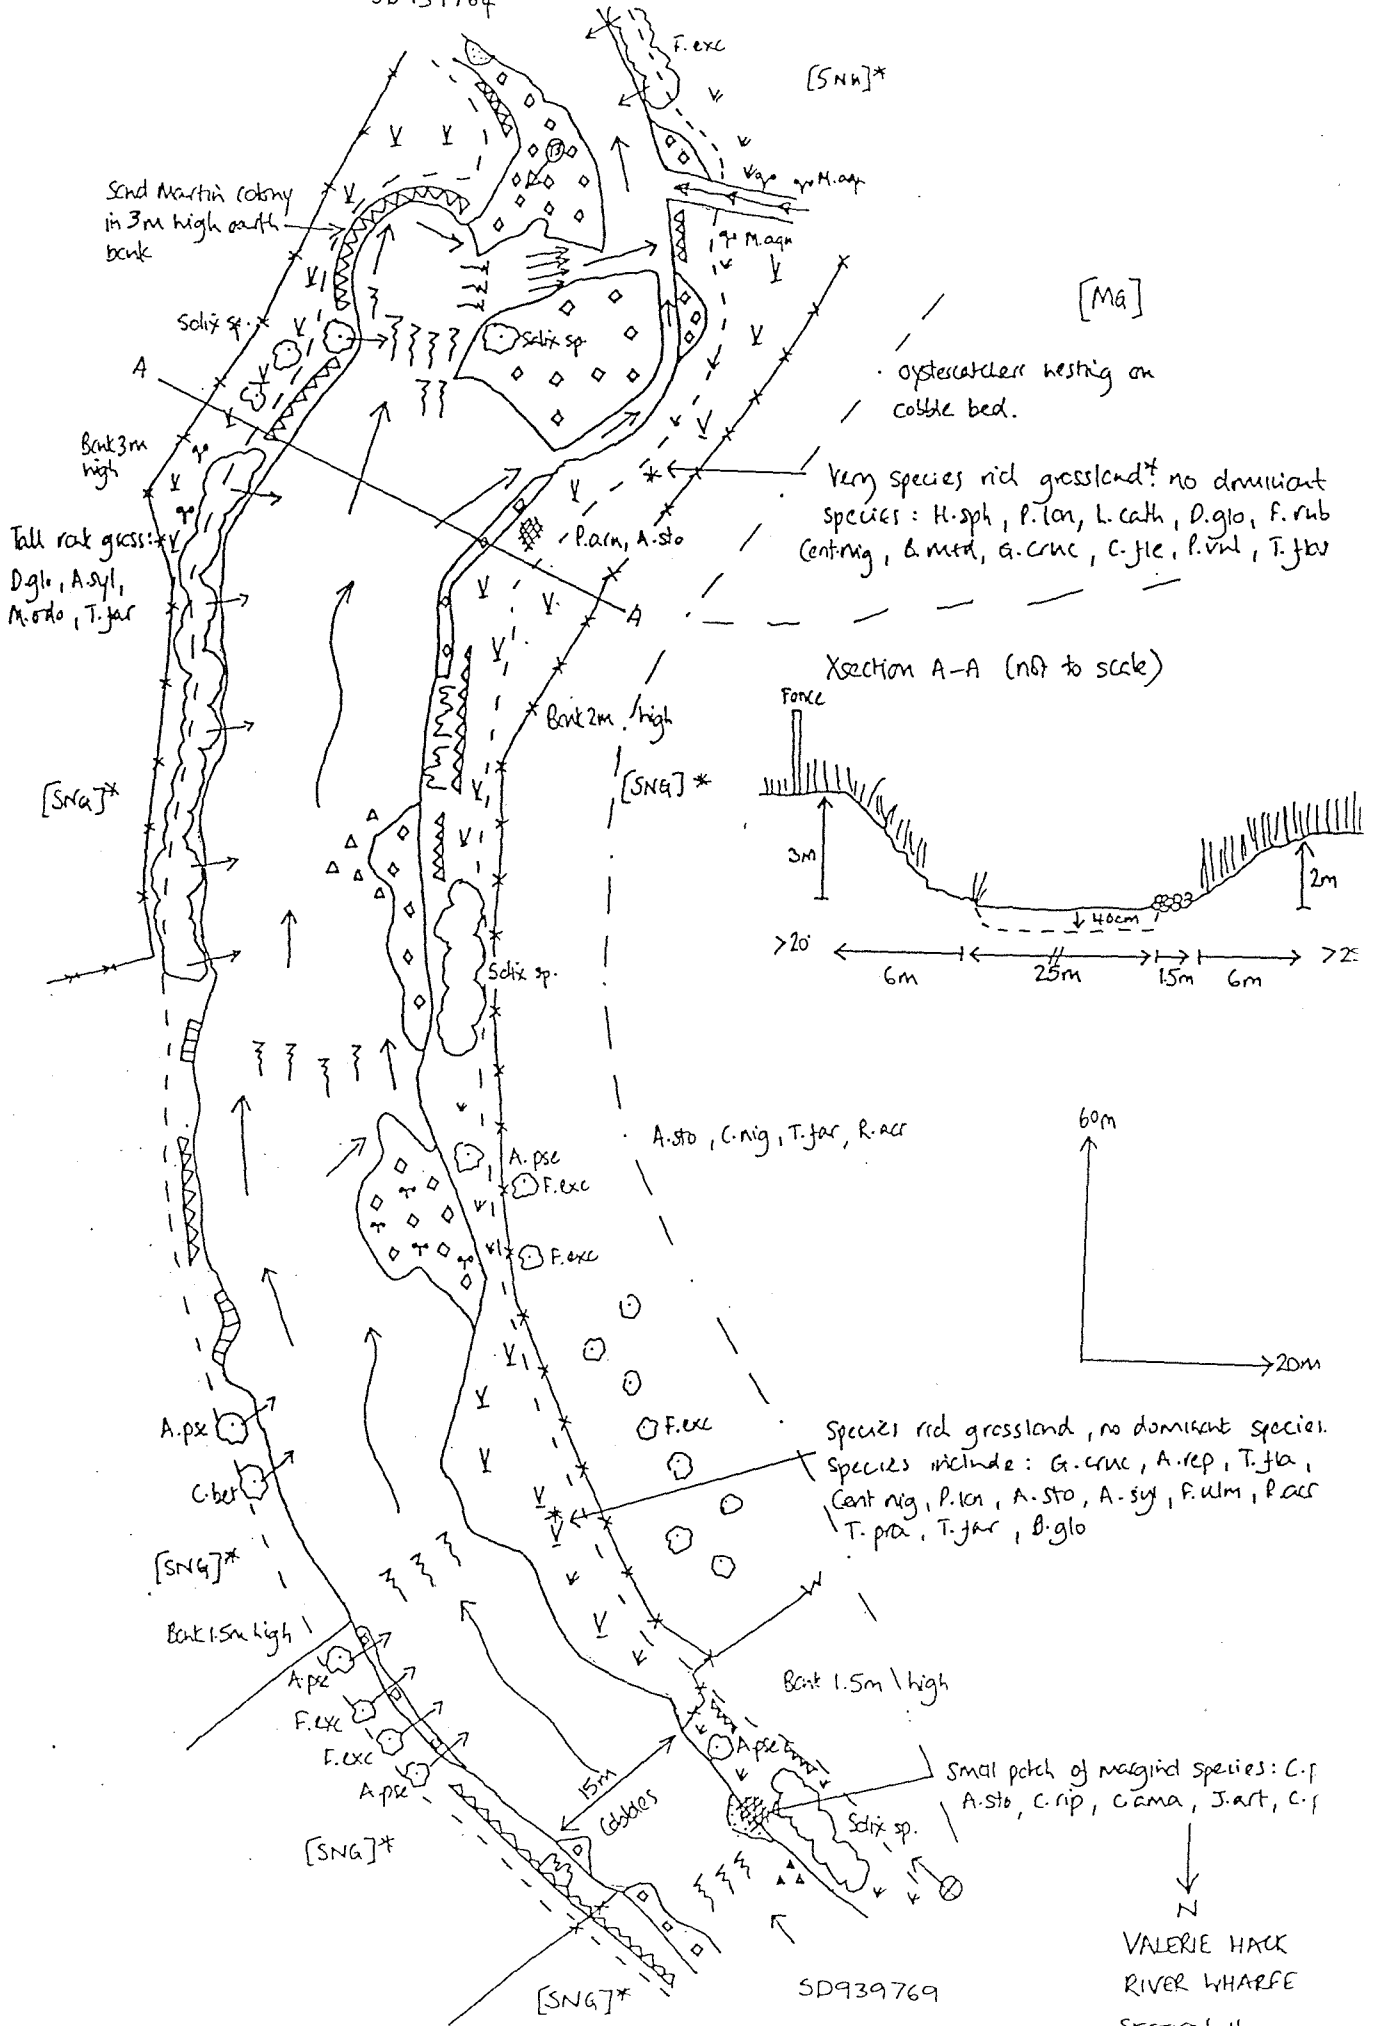 F.exc
[SNG]*
Sand Martin colony
in 3m high earth
bank
M.aqu
M.aqu
[MG]
Salix sp.
Salix sp
A
oystercatchers nesting on
cobble bed.
Bank 3m
high
Very species rich grassland*: no dominant
species: H.sph, P.lan, L.cath, D.glo, F.rub
Cent.nig, G.cruc, C.fle, P.vul, T.flav
P.arn, A.sto
Tall rank grass:
D.glo, A.syl,
M.odo, T.far
A
Xsection A-A (not to scale)
Fence
Bank 2m high
[SNG]*
[SNG]*
3m
2m
40cm
>20
6m
25m
1.5m
6m
Salix sp.
60m
A.sto, C.nig, T.far, R.acr
A.pse
F.exc
F.exc
20m
A.pse
F.exc
Species rich grassland, no dominant species.
Species include: G.cruc, A.rep, T.fla,
Cent nig, P.lan, A.sto, A.syl, F.ulm, R.acr
T.pra, T.far, D.glo
C.bet
[SNG]*
Bank 1.5m high
A.pse
Bank 1.5m high
F.exc
F.exc
A.pse
A.pse
15m
Cobbles
Small patch of marginal species:
A.sto, C.rip, C.ama, J.art,
Salix sp.
[SNG]*
N
VALERIE HACK
RIVER WHARFE
SD939769
[SNG]*